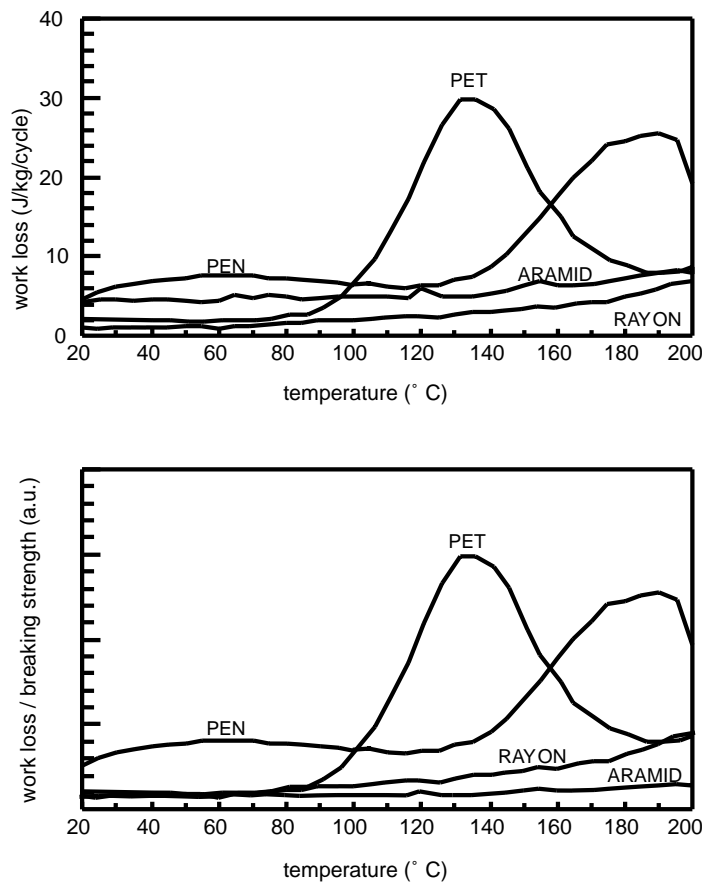 40
30
20
10
0
work loss (J/kg/cycle)
PET
PEN
ARAMID
RAYON
20 40 60 80 100 120 140 160 180 200
temperature (˚ C)
work loss / breaking strength (a.u.)
PET
PEN
RAYON
ARAMID
20 40 60 80 100 120 140 160 180 200
temperature (˚ C)